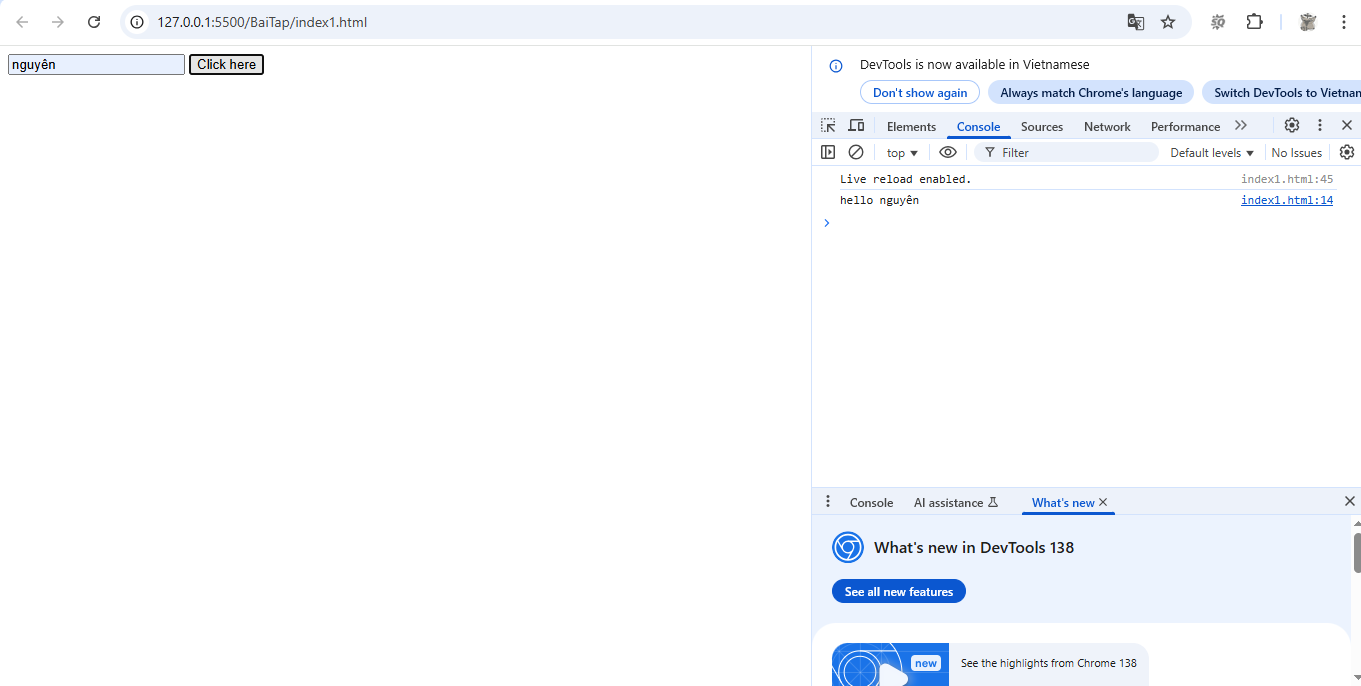 127.0.0.1:5500/BaiTap/index1.html
nguyên Click here
DevTools is now available in Vietnamese
Don't show again Always match Chrome's language Switch DevTools to Vietnam
Elements Console Sources Network Performance
top Filter Default levels No Issues
Live reload enabled. index1.html:45
hello nguyên index1.html:14
Console AI assistance What's new
What's new in DevTools 138
See all new features
new See the highlights from Chrome 138